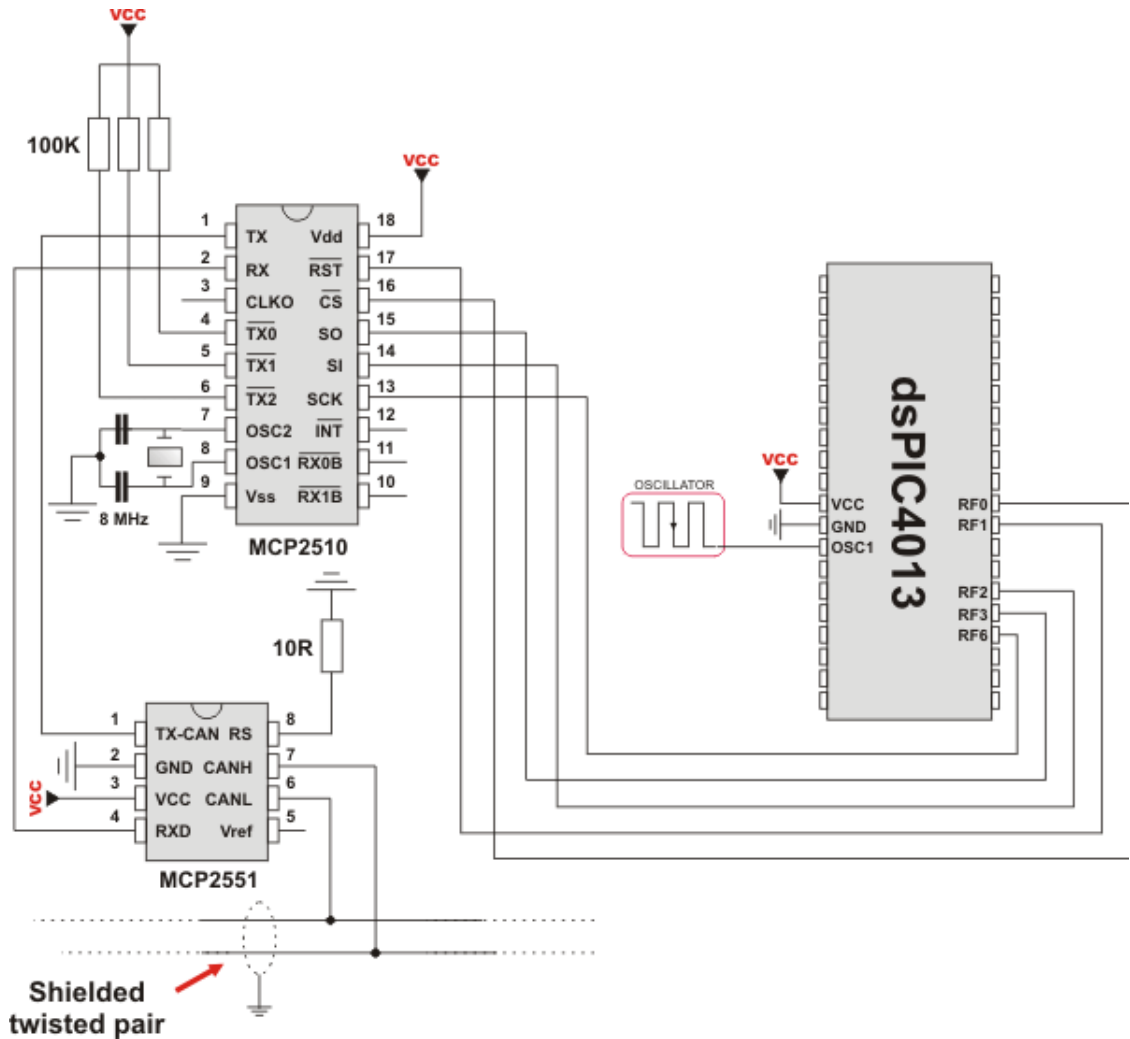 VCC
100K
VCC
1 TX Vdd 18
2 RX RST 17
3 CLKO CS 16
4 TX0 SO 15
5 TX1 SI 14
6 TX2 SCK 13
7 OSC2 INT 12
8 OSC1 RX0B 11
9 Vss RX1B 10
8 MHz
MCP2510
dsPIC4013
VCC
OSCILLATOR
VCC RF0
GND RF1
OSC1
RF2
RF3
RF6
10R
1 TX-CAN RS 8
2 GND CANH 7
VCC
3 VCC CANL 6
4 RXD Vref 5
MCP2551
Shielded
twisted pair